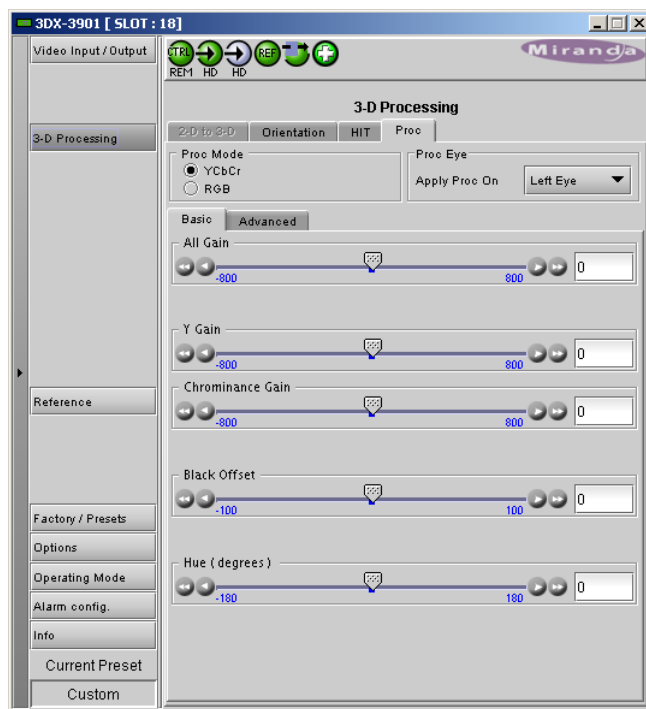 3DX-3901 [ SLOT : 18]
Video Input / Output
3-D Processing
Reference
Factory / Presets
Options
Operating Mode
Alarm config.
Info
Current Preset
Custom
CTRL REF
REM HD HD
Miranda
3-D Processing
2-D to 3-D Orientation HIT Proc
Proc Mode
YCbCr
RGB
Proc Eye
Apply Proc On Left Eye
Basic Advanced
All Gain
-800 800 0
Y Gain
-800 800 0
Chrominance Gain
-800 800 0
Black Offset
-100 100 0
Hue ( degrees )
-180 180 0